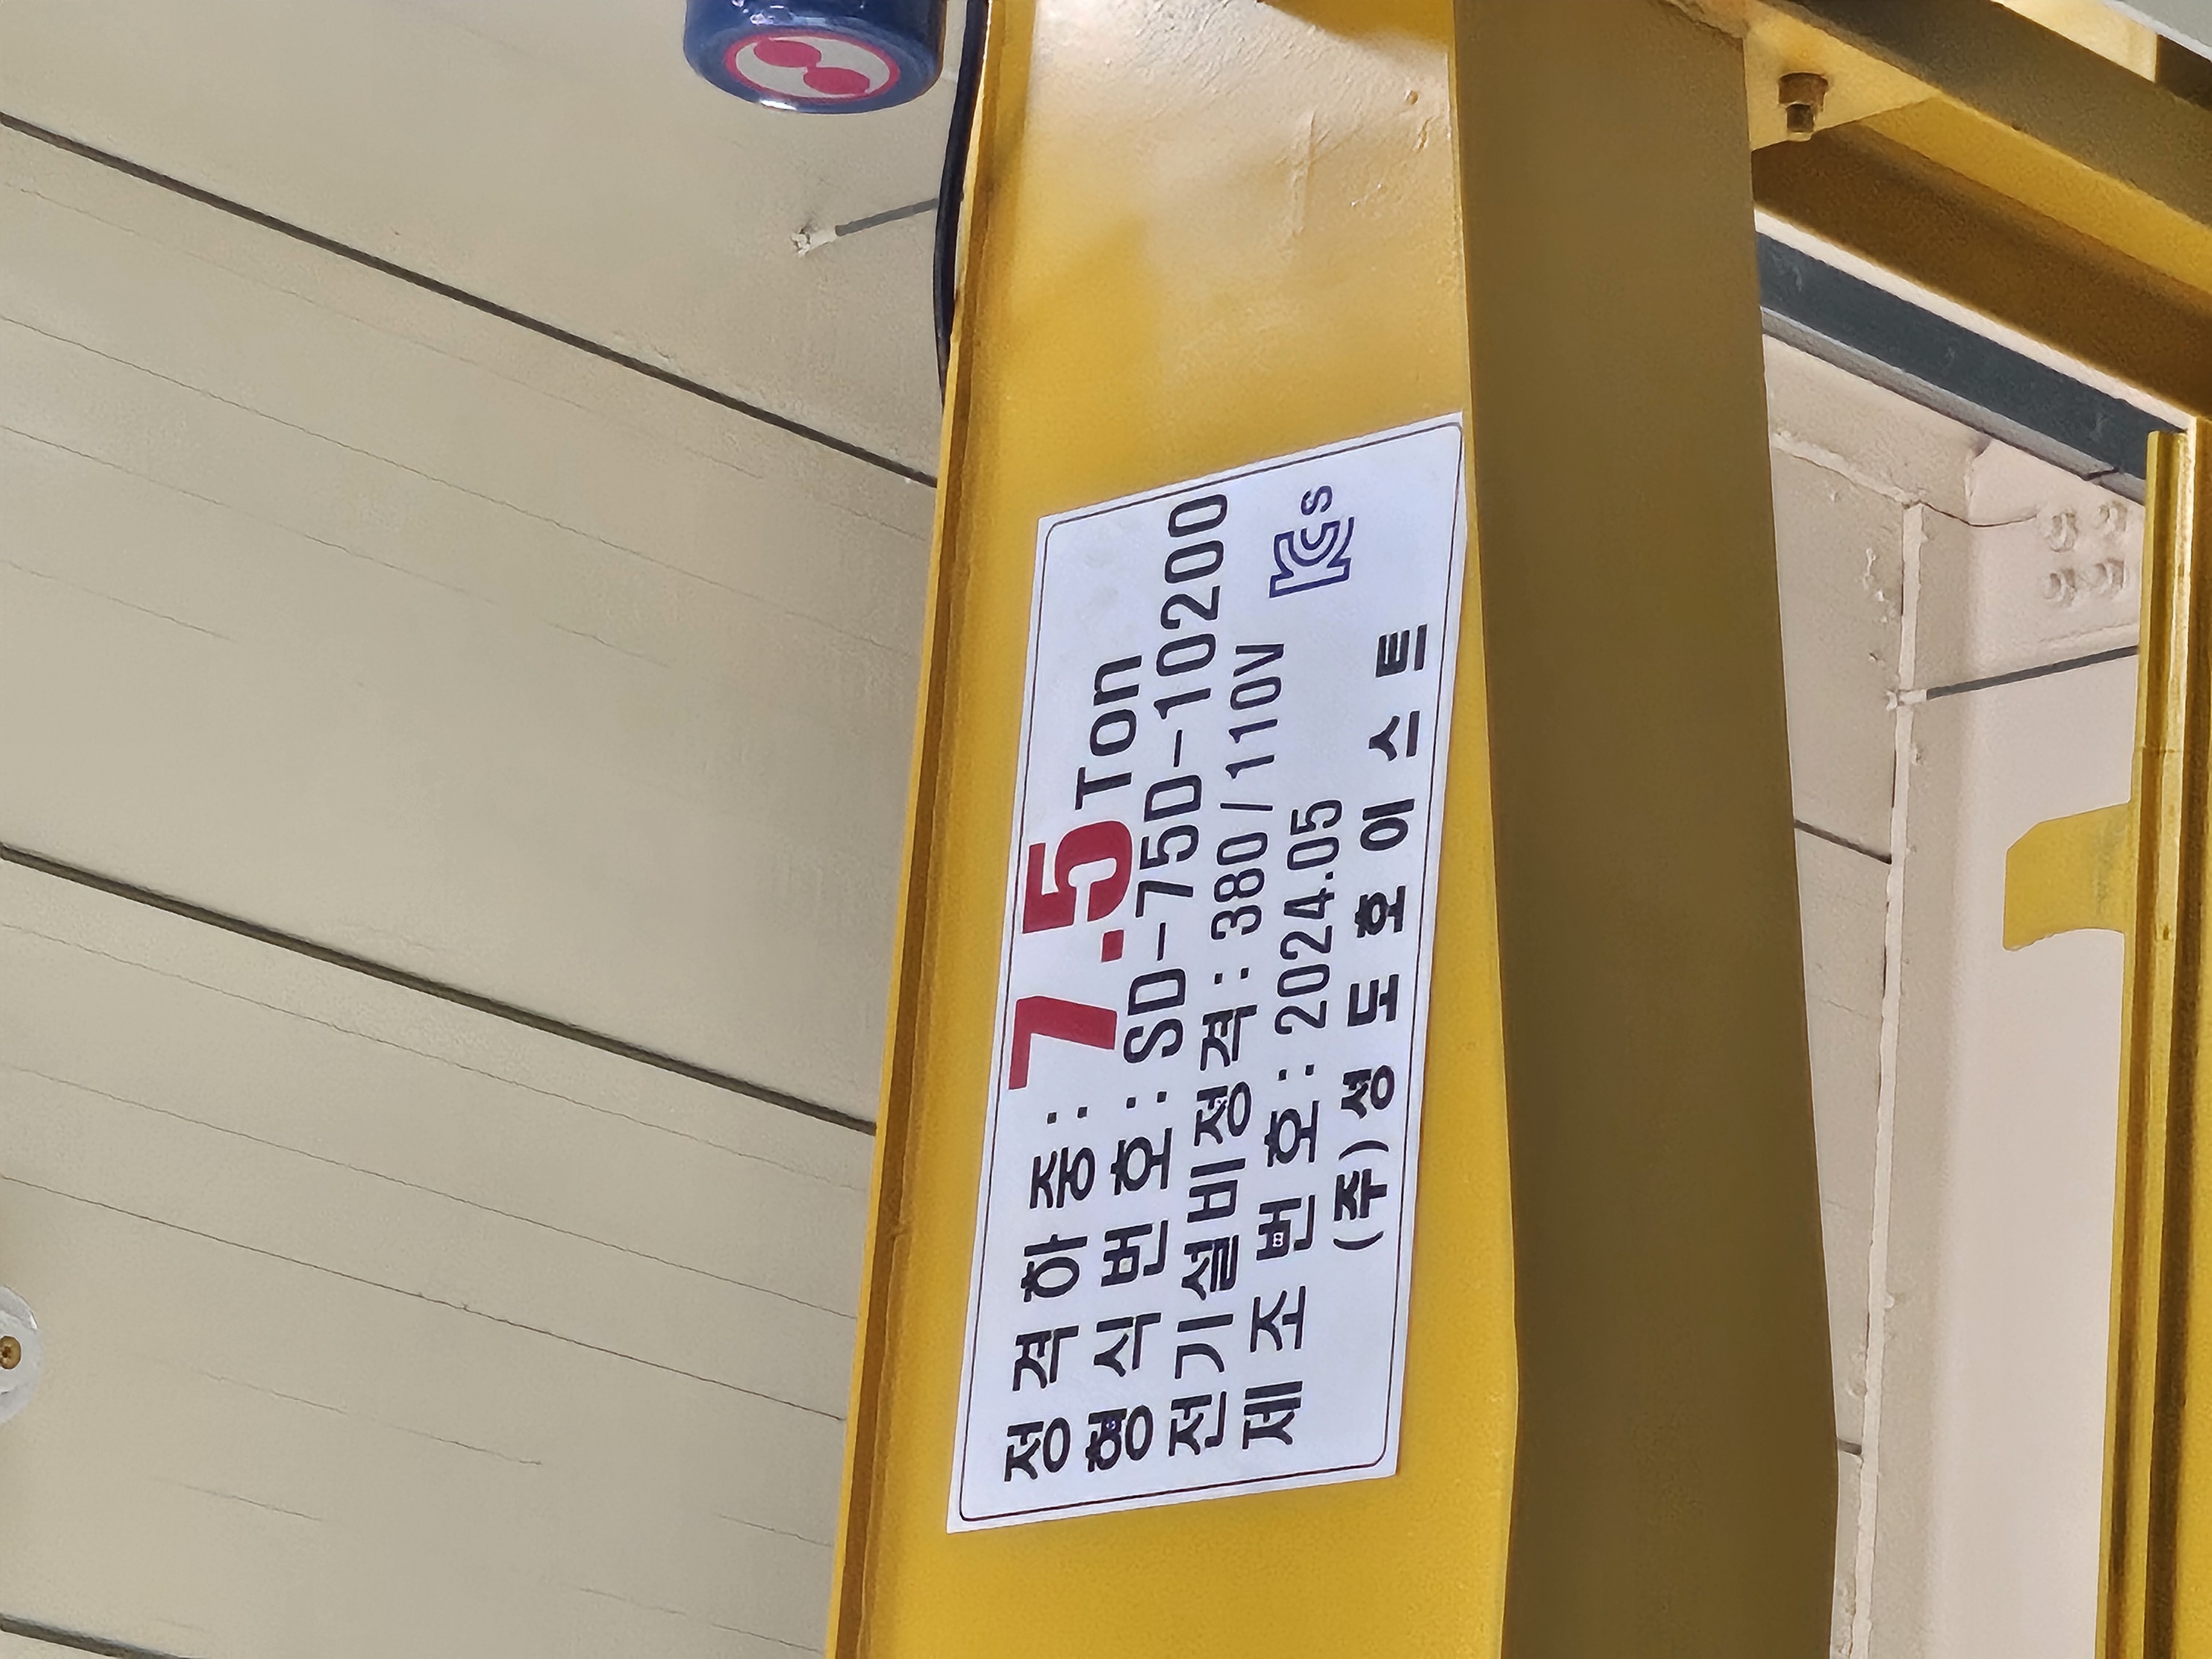 정 격 하 중 : 7.5 Ton
형 식 번 호 : SD-75D-10200
전기설비정격 : 380 / 110V
제 조 번 호 : 2024.05
KCs
(주)성 도 호 이 스 트